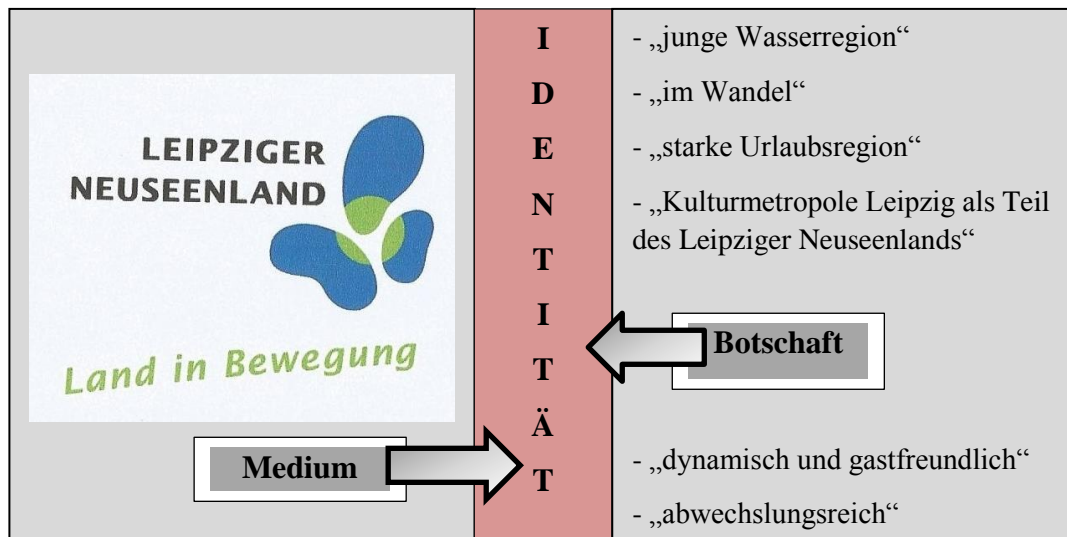 LEIPZIGER
NEUSEENLAND
Land in Bewegung
Medium
I
D
E
N
T
I
T
Ä
T
- „junge Wasserregion“
- „im Wandel“
- „starke Urlaubsregion“
- „Kulturmetropole Leipzig als Teil
des Leipziger Neuseenlands“
Botschaft
- „dynamisch und gastfreundlich“
- „abwechslungsreich“